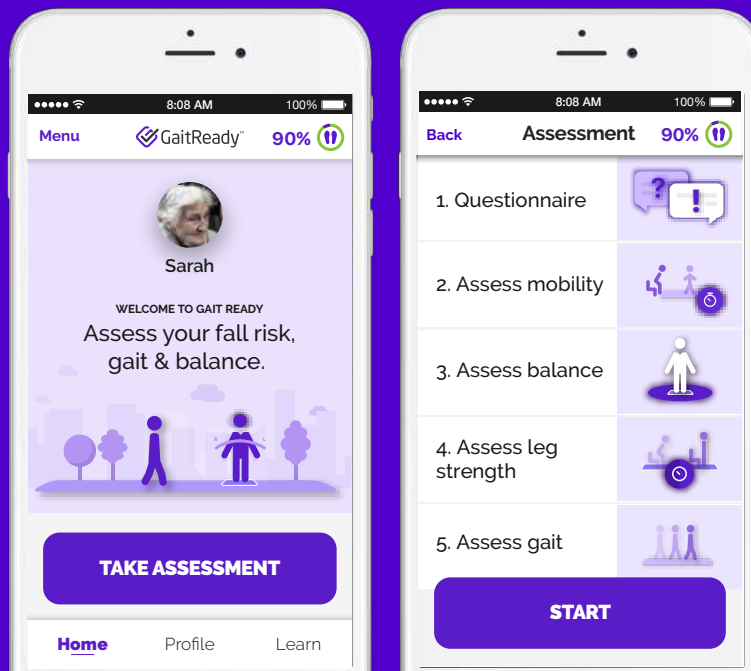 8:08 AM 100%
Menu GaitReady™ 90%
Sarah
WELCOME TO GAIT READY
Assess your fall risk,
gait & balance.
TAKE ASSESSMENT
Home Profile Learn
8:08 AM 100%
Back Assessment 90%
1. Questionnaire
? !
2. Assess mobility
3. Assess balance
4. Assess leg
strength
5. Assess gait
START